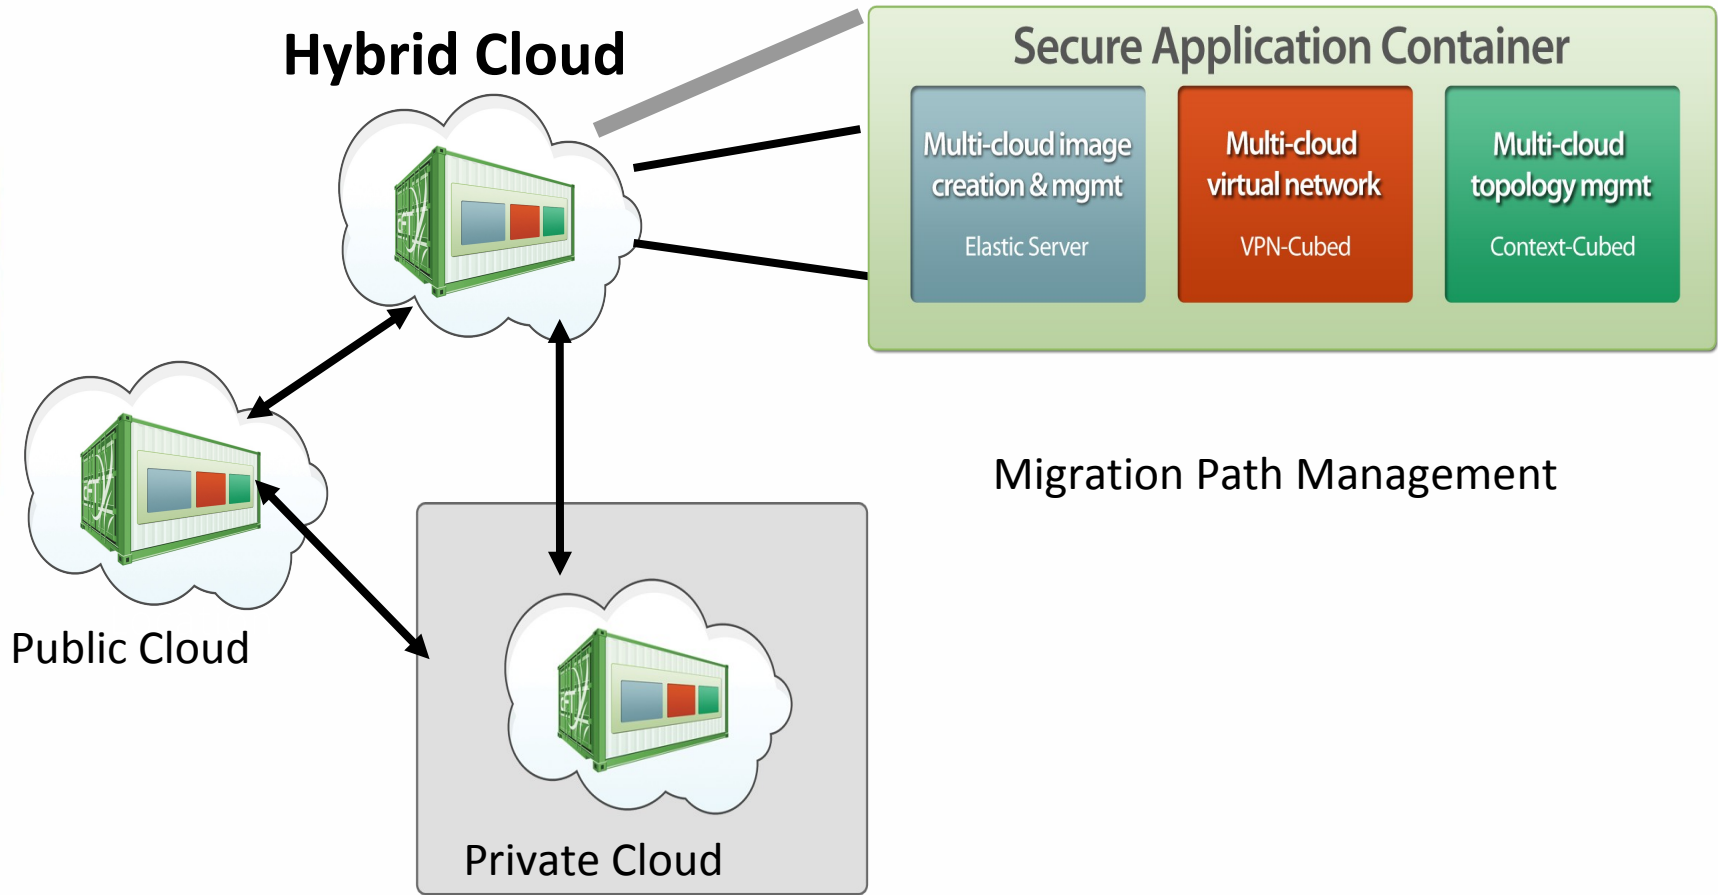 Hybrid Cloud
Secure Application Container
Multi-cloud image
creation & mgmt
Elastic Server
Multi-cloud
virtual network
VPN-Cubed
Multi-cloud
topology mgmt
Context-Cubed
Migration Path Management
Public Cloud
Private Cloud